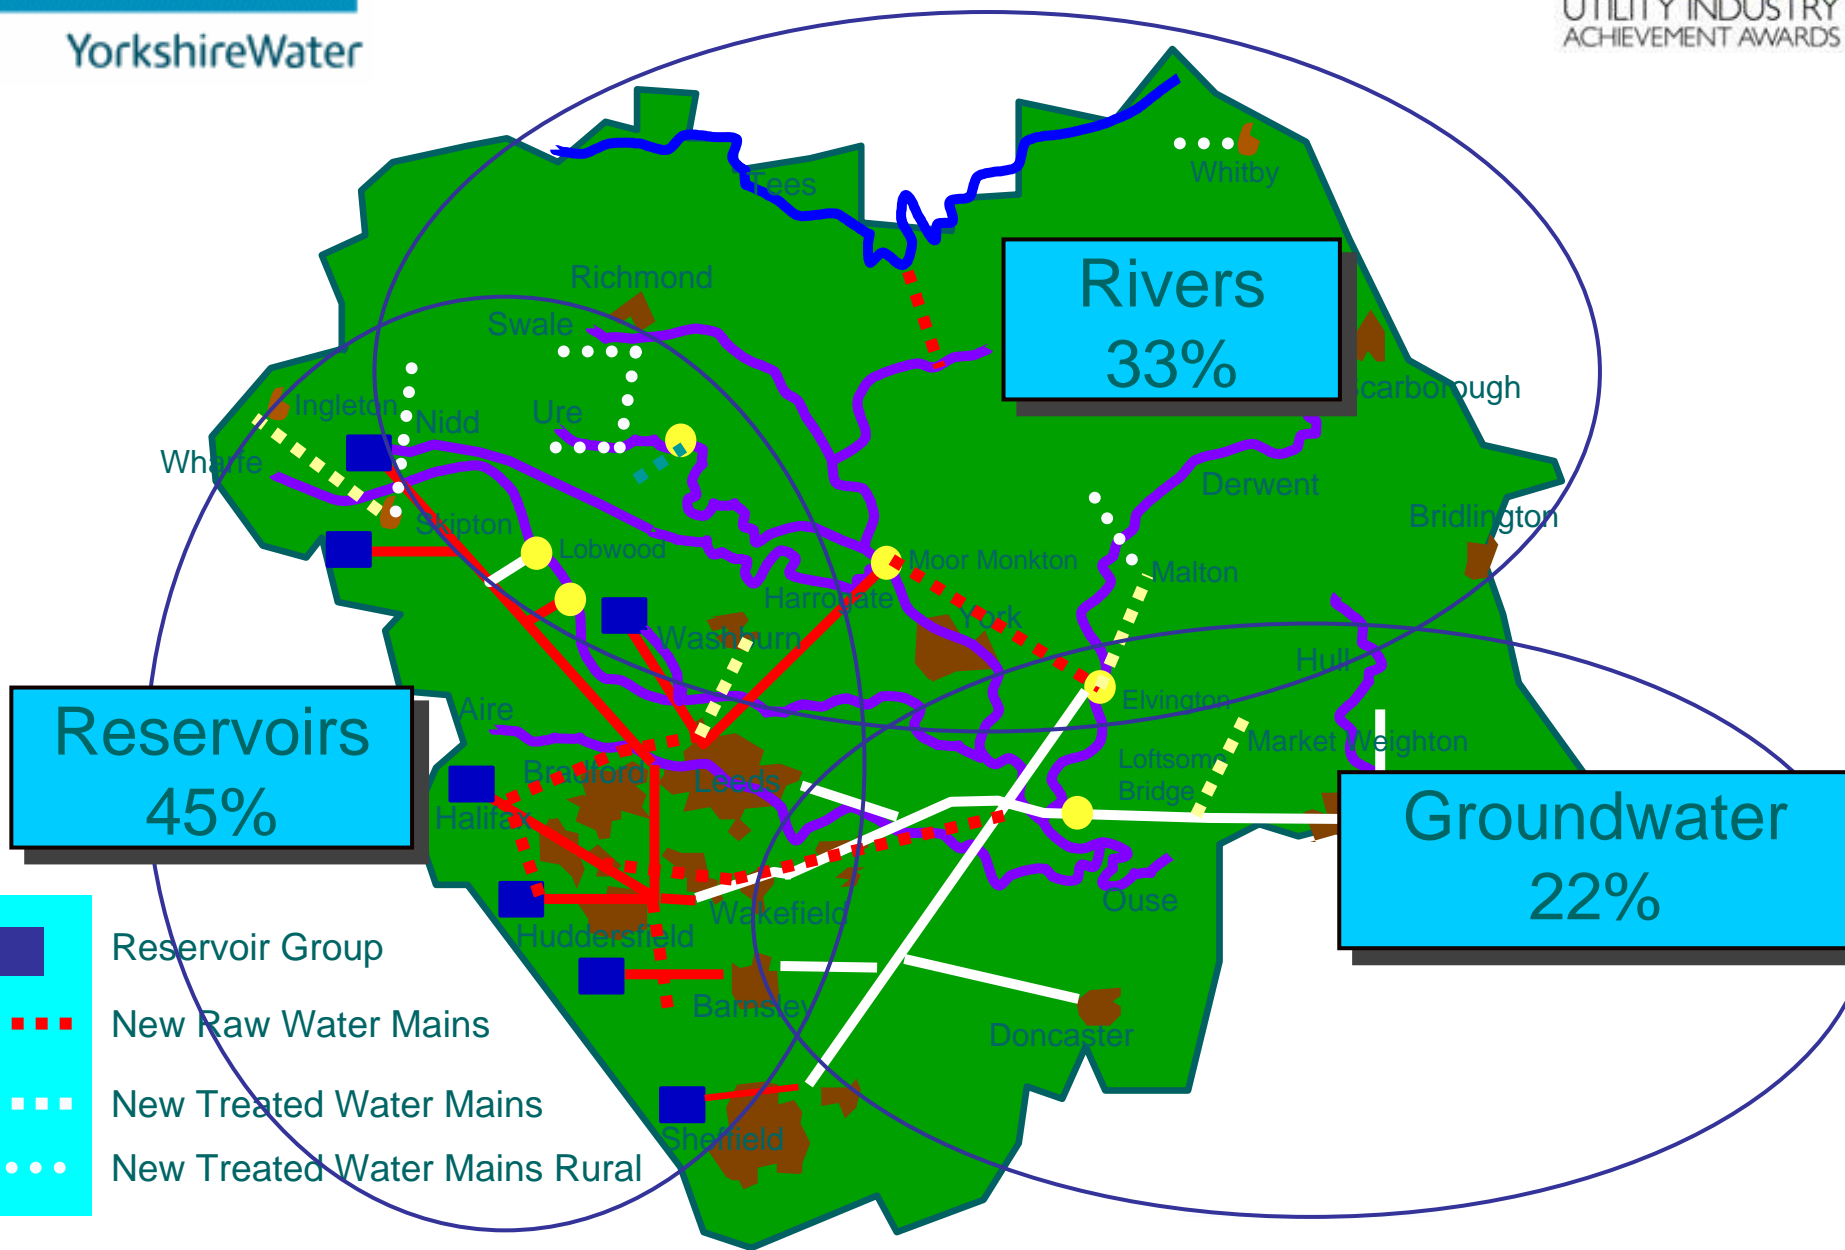 YorkshireWater
UTILITY INDUSTRY
ACHIEVEMENT AWARDS
Tees
Whitby
Rivers
33%
Richmond
Swale
Scarborough
Ingleton
Nidd
Ure
Wharfe
Derwent
Skipton
Bridlington
Lobwood
Moor Monkton
Malton
Harrogate
York
Washburn
Hull
Elvington
Aire
Reservoirs
45%
Market Weighton
Loftsome
Bridge
Bradford
Leeds
Halifax
Groundwater
22%
Ouse
Wakefield
Huddersfield
Barnsley
Doncaster
Sheffield
Reservoir Group
New Raw Water Mains
New Treated Water Mains
New Treated Water Mains Rural